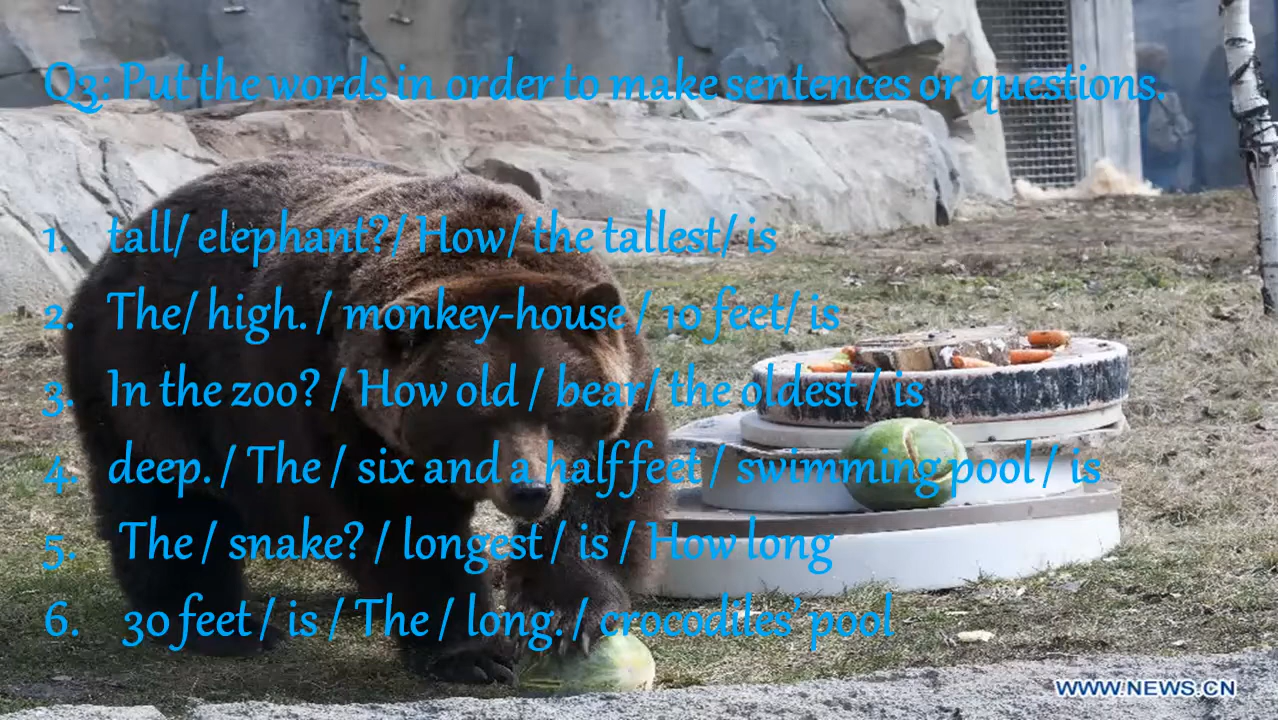 Q3: Put the words in order to make sentences or questions.
1. tall/ elephant?/ How/ the tallest/ is
2. The/ high. / monkey-house / 10 feet/ is
3. In the zoo? / How old / bear/ the oldest / is
4. deep. / The / six and a half feet / swimming pool / is
5. The / snake? / longest / is / How long
6. 30 feet / is / The / long. / crocodiles' pool
WWW.NEWS.CN